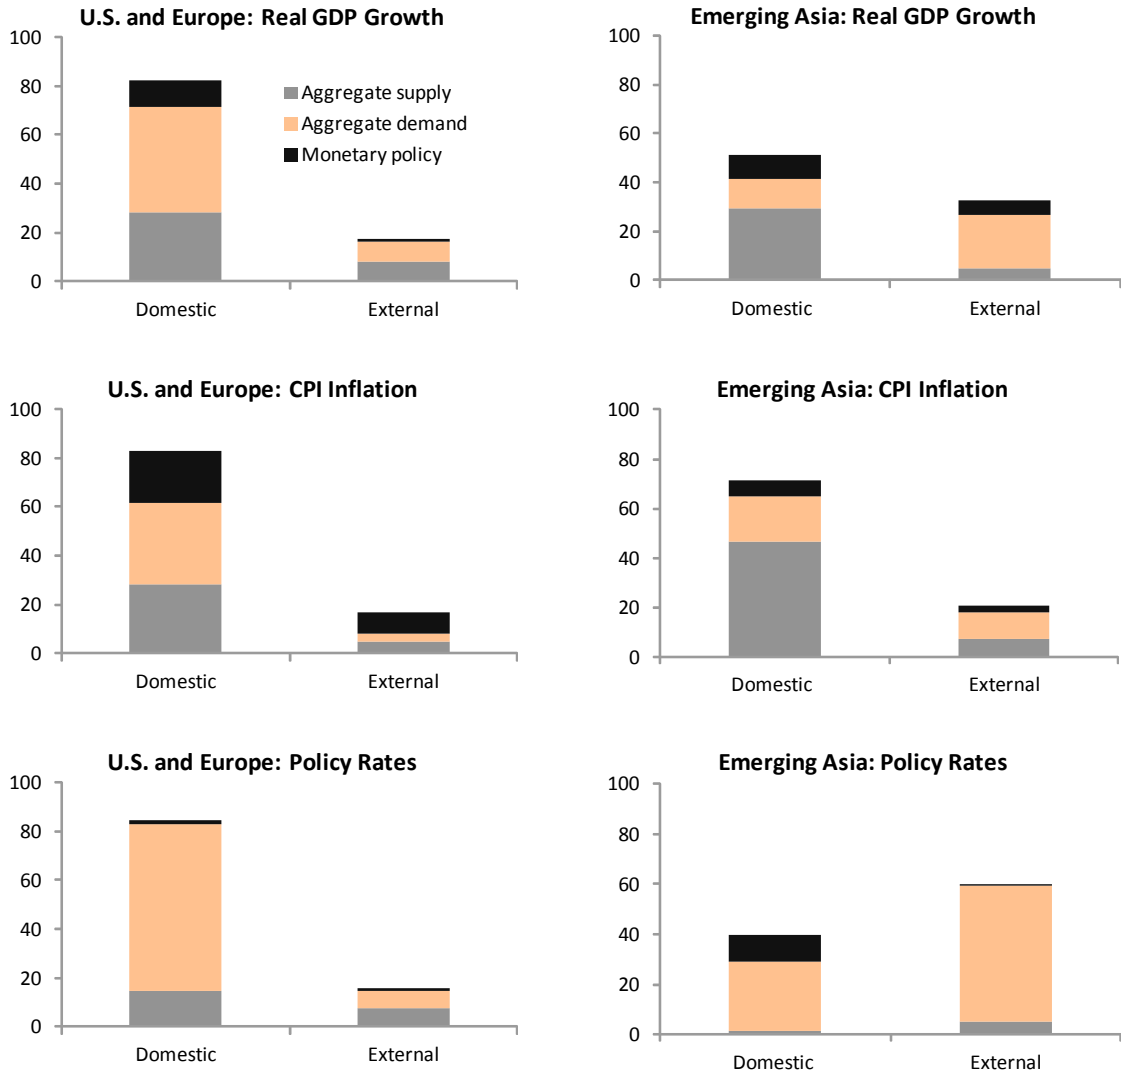 U.S. and Europe: Real GDP Growth
100
80
60
40
20
0
Aggregate supply
Aggregate demand
Monetary policy
Domestic
External
Emerging Asia: Real GDP Growth
100
80
60
40
20
0
Domestic
External
U.S. and Europe: CPI Inflation
100
80
60
40
20
0
Domestic
External
Emerging Asia: CPI Inflation
100
80
60
40
20
0
Domestic
External
U.S. and Europe: Policy Rates
100
80
60
40
20
0
Domestic
External
Emerging Asia: Policy Rates
100
80
60
40
20
0
Domestic
External